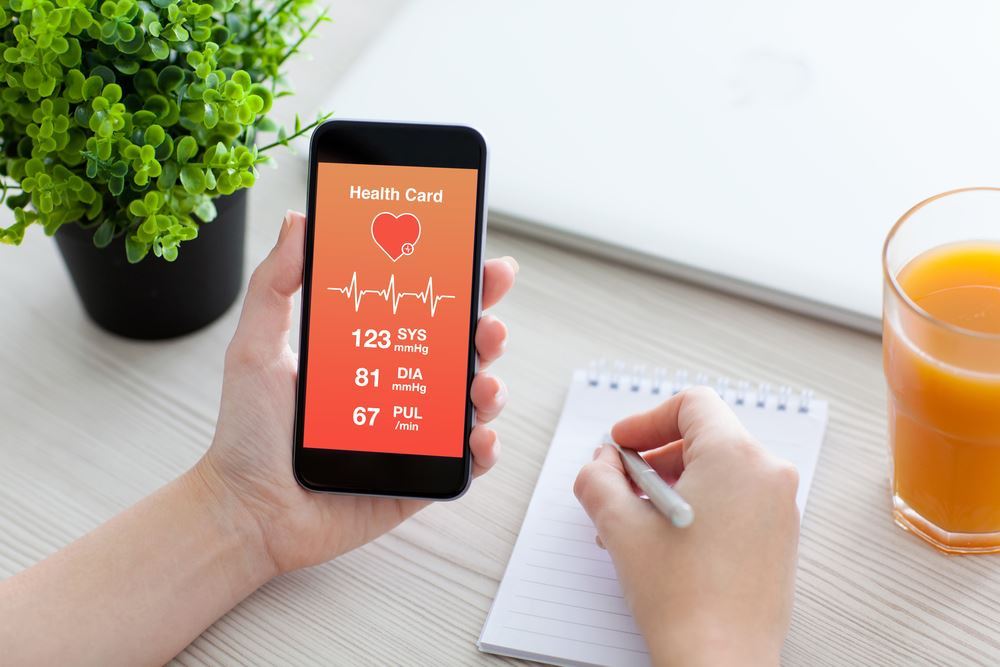 Health Card
123 SYS
mmHg
81 DIA
mmHg
67 PUL
/min